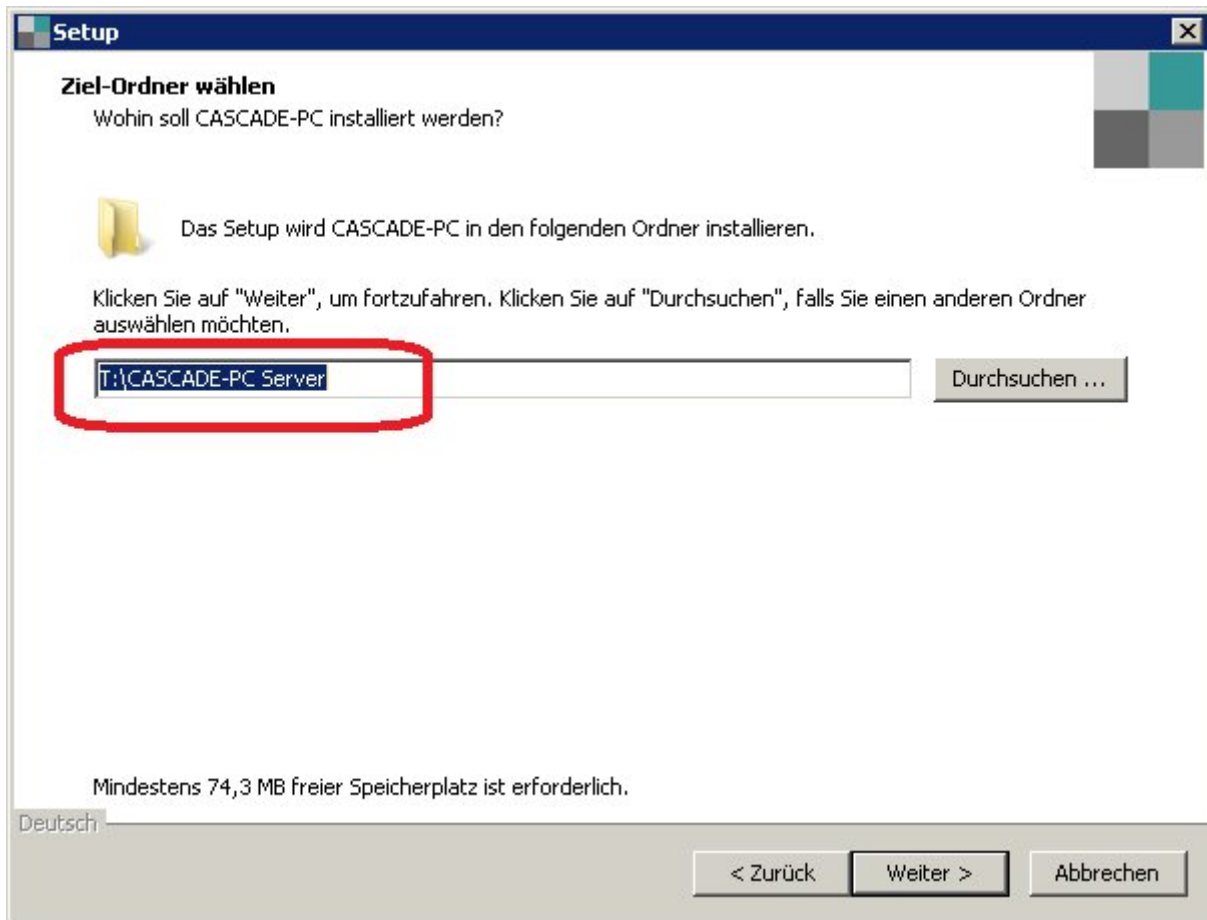 Setup
Ziel-Ordner wählen
Wohin soll CASCADE-PC installiert werden?
Das Setup wird CASCADE-PC in den folgenden Ordner installieren.
Klicken Sie auf "Weiter", um fortzufahren. Klicken Sie auf "Durchsuchen", falls Sie einen anderen Ordner
auswählen möchten.
T:\CASCADE-PC Server
Durchsuchen ...
Mindestens 74,3 MB freier Speicherplatz ist erforderlich.
Deutsch
< Zurück
Weiter >
Abbrechen